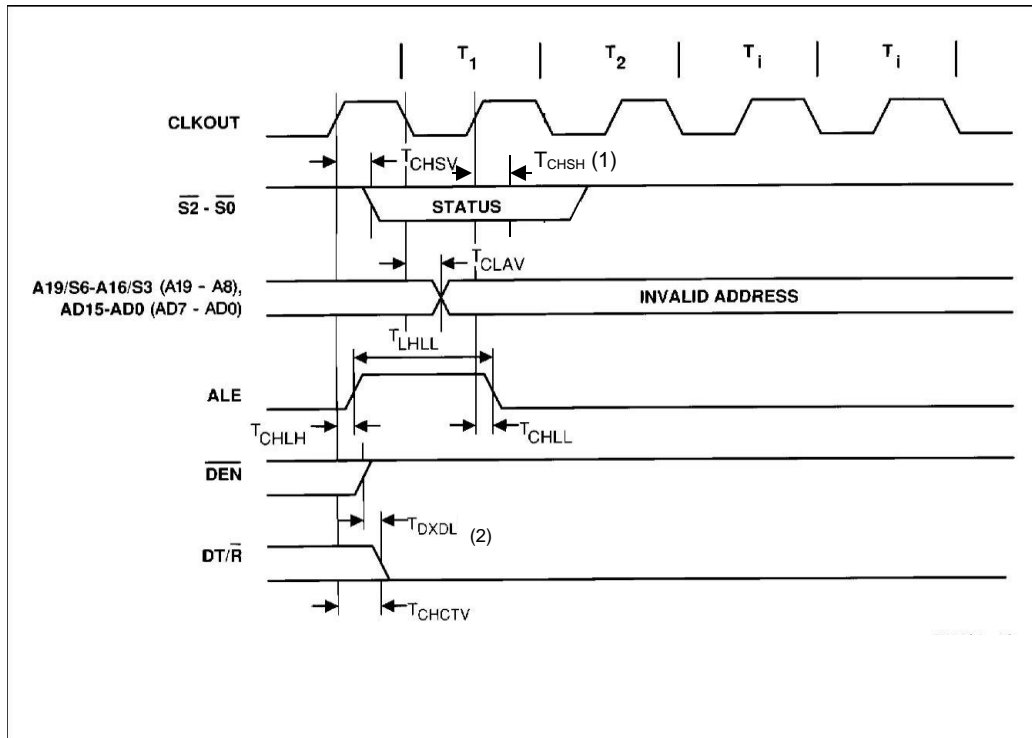 T1 T2 Ti Ti
CLKOUT
TCHSV TCHSH (1)
S2 - S0 STATUS
TCLAV
A19/S6-A16/S3 (A19 - A8),
AD15-AD0 (AD7 - AD0)
INVALID ADDRESS
TLHLL
ALE
TCHLH TCHLL
DEN
TDXDL (2)
DT/R
TCHCTV